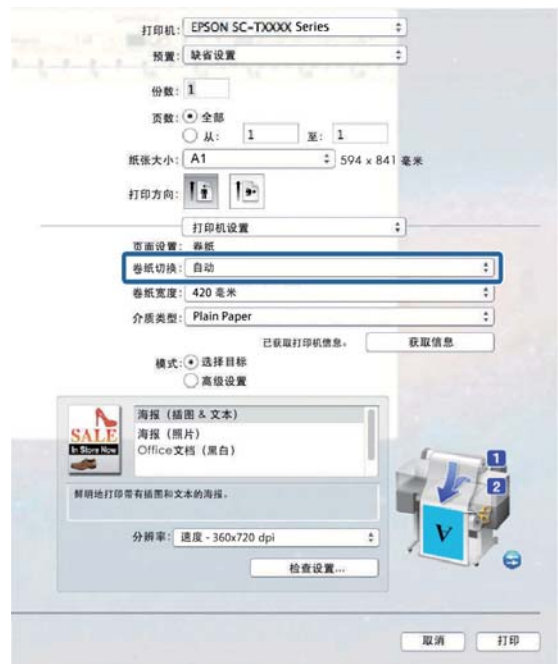 打印机: EPSON SC-TXXXX Series
预置: 缺省设置
份数: 1
页数: 全部
从: 1 至: 1
纸张大小: A1 594 x 841 毫米
打印方向:
打印机设置
页面设置: 卷纸
卷纸切换: 自动
卷纸宽度: 420 毫米
介质类型: Plain Paper
已获取打印机信息。 获取信息
模式: 选择目标
高级设置
海报（插图 & 文本）
海报（照片）
Office文档（黑白）
SALE
In Store Now
鲜明地打印带有插图和文本的海报。
1
2
A
分辨率: 速度 - 360x720 dpi
检查设置...
取消 打印